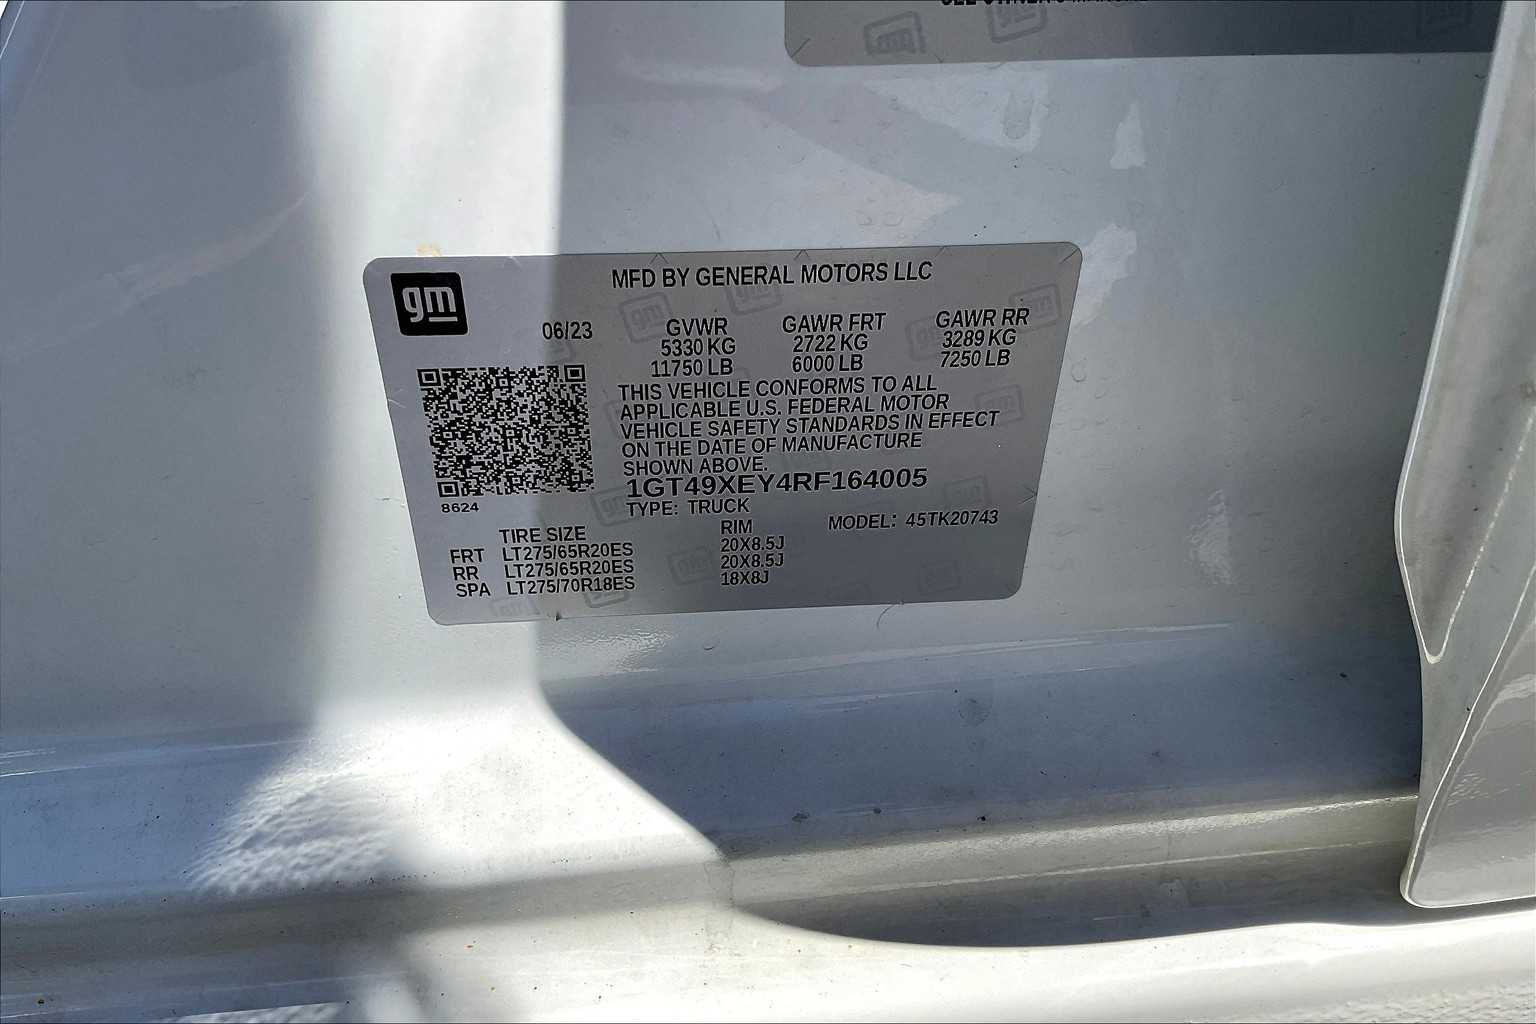 SEE OWNER'S MANUAL
gm
MFD BY GENERAL MOTORS LLC
06/23 GVWR GAWR FRT GAWR RR
5330 KG 2722 KG 3289 KG
11750 LB 6000 LB 7250 LB
THIS VEHICLE CONFORMS TO ALL
APPLICABLE U.S. FEDERAL MOTOR
VEHICLE SAFETY STANDARDS IN EFFECT
ON THE DATE OF MANUFACTURE
SHOWN ABOVE.
1GT49XEY4RF164005
8624
TYPE: TRUCK
MODEL: 45TK20743
TIRE SIZE RIM
FRT LT275/65R20ES 20X8.5J
RR LT275/65R20ES 20X8.5J
SPA LT275/70R18ES 18X8J